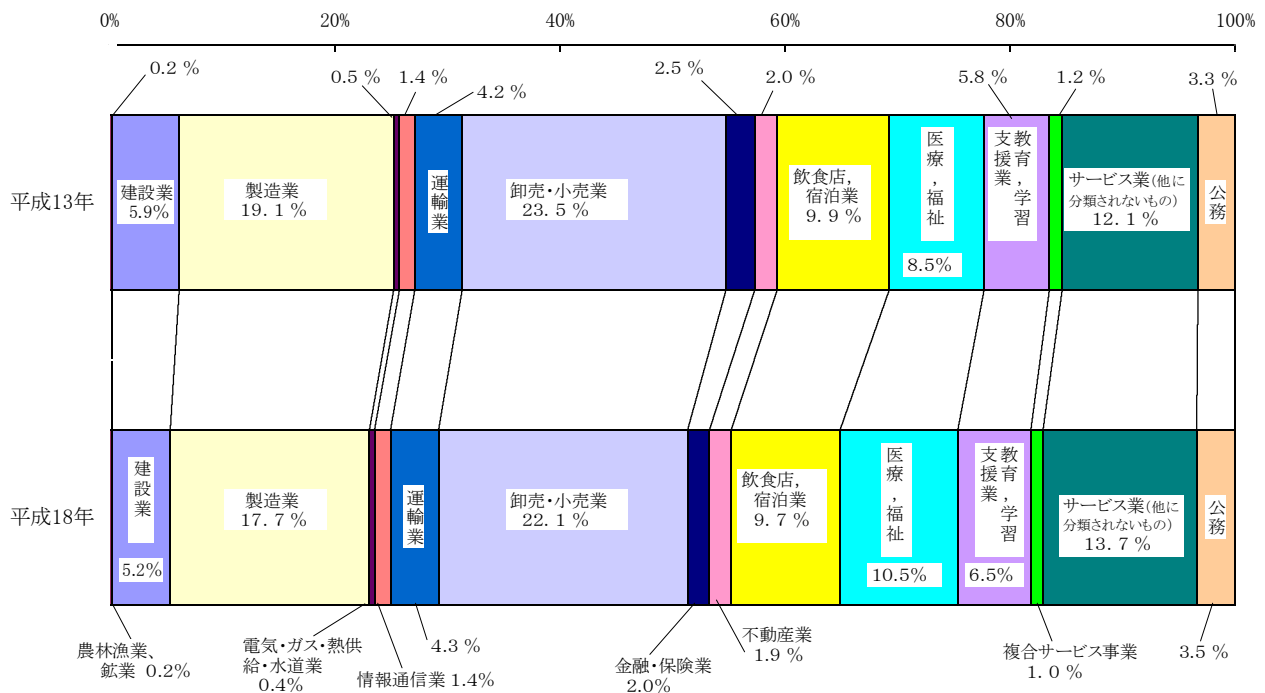 0%
20%
40%
60%
80%
100%
0.2 %
0.5 %
1.4 %
4.2 %
2.5 %
2.0 %
5.8 %
1.2 %
3.3 %
平成13年
建設業
5.9%
製造業
19.1%
運輸業
卸売・小売業
23.5%
飲食店,
宿泊業
9.9%
医療,福祉
8.5%
教育,学習
支援業
サービス業(他に
分類されないもの)
12.1%
公務
平成18年
建設業
5.2%
製造業
17.7%
運輸業
卸売・小売業
22.1%
飲食店,
宿泊業
9.7%
医療,福祉
10.5%
教育,学習
支援業
6.5%
サービス業(他に
分類されないもの)
13.7%
公務
農林漁業、
鉱業 0.2%
電気・ガス・熱供
給・水道業
0.4%
情報通信業 1.4%
4.3 %
金融・保険業
2.0%
不動産業
1.9 %
複合サービス事業
1.0 %
3.5 %